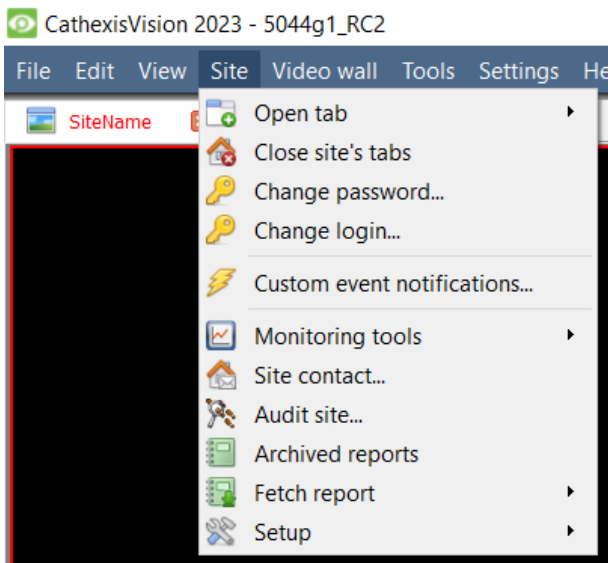 CathexisVision 2023 - 5044g1_RC2
File Edit View Site Video wall Tools Settings He
SiteName
Open tab
Close site's tabs
Change password...
Change login...
Custom event notifications...
Monitoring tools
Site contact...
Audit site...
Archived reports
Fetch report
Setup